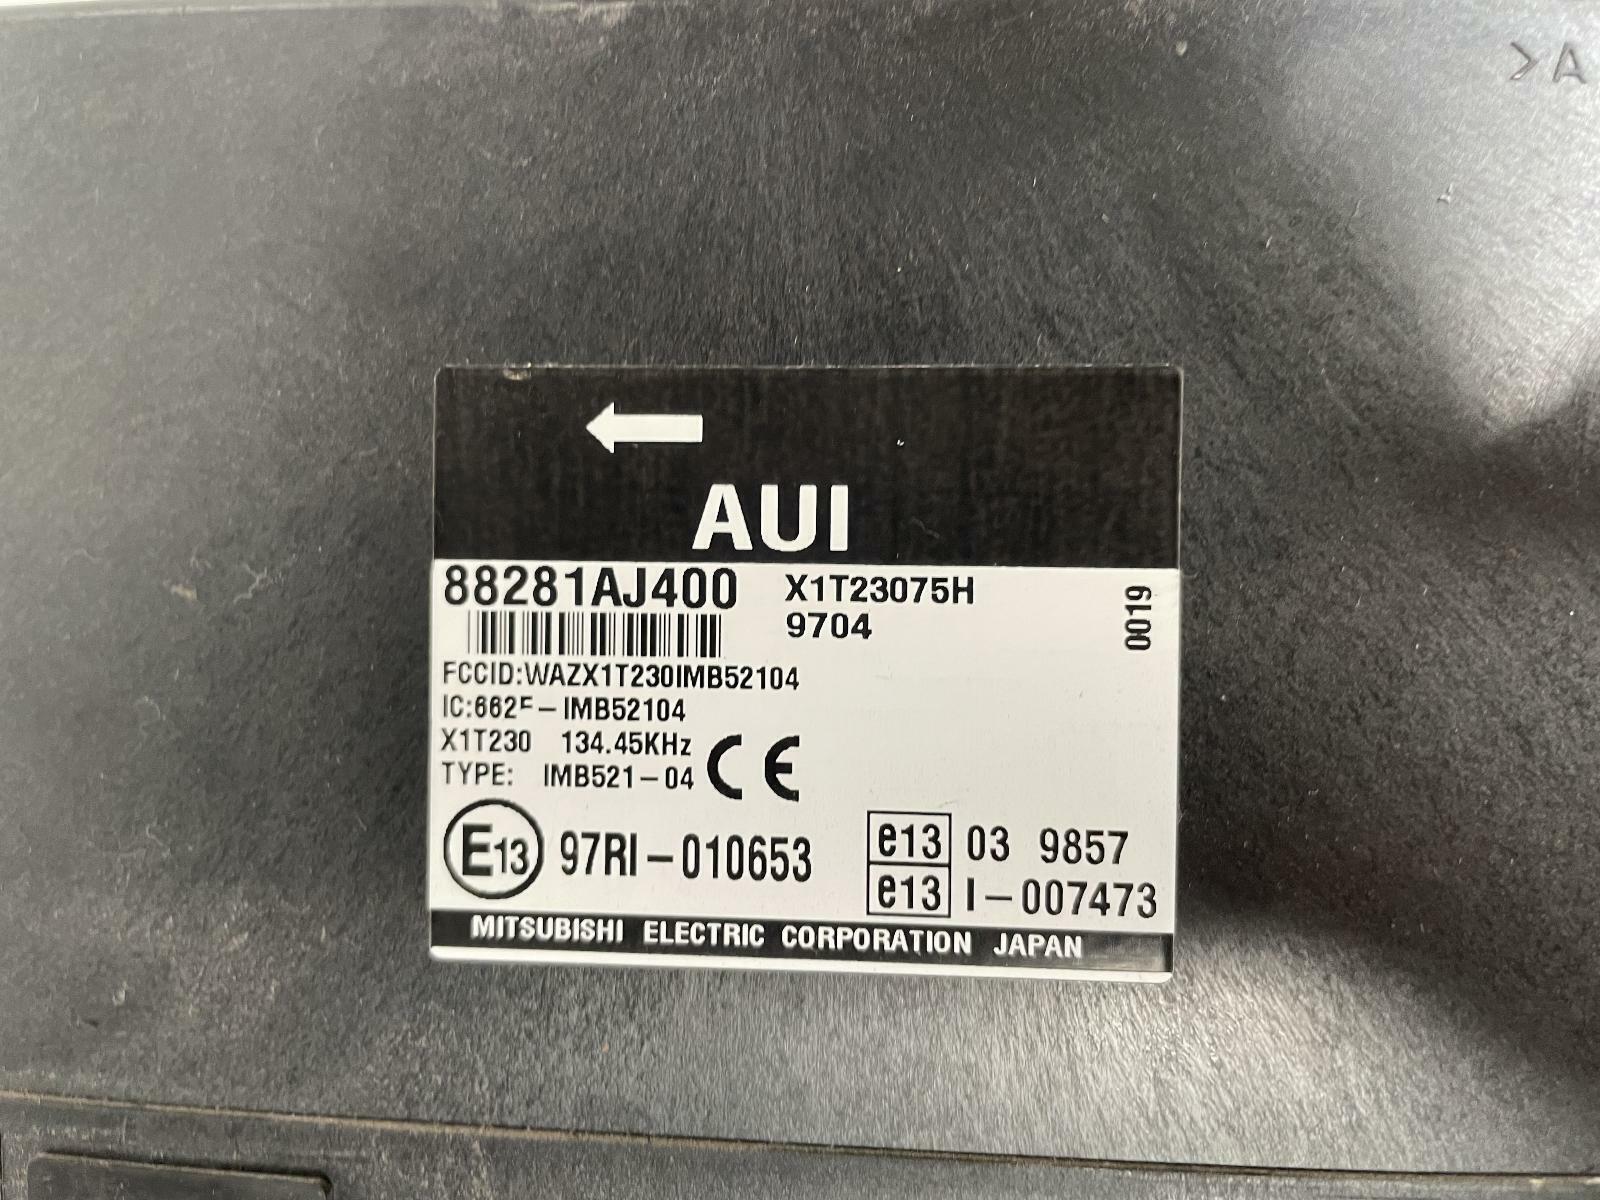 >A
AUI
88281AJ400 X1T23075H
9704
0019
FCCID:WAZX1T230IMB52104
IC:662F-IMB52104
X1T230 134.45KHz
TYPE: IMB521-04 CE
E13 97RI-010653
e13 03 9857
e13 I-007473
MITSUBISHI ELECTRIC CORPORATION JAPAN